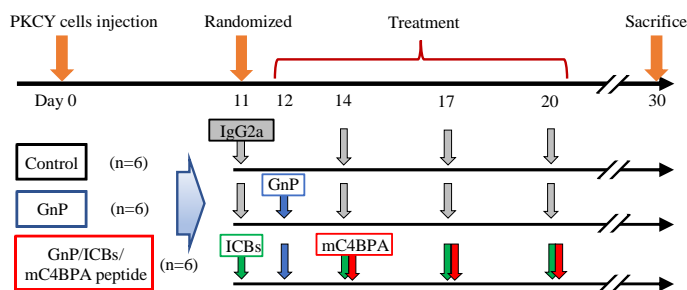 PKCY cells injection
Randomized
Treatment
Sacrifice
Day 0
11
12
14
17
20
30
IgG2a
Control
(n=6)
GnP
GnP
(n=6)
ICBs
mC4BPA
GnP/ICBs/
mC4BPA peptide
(n=6)